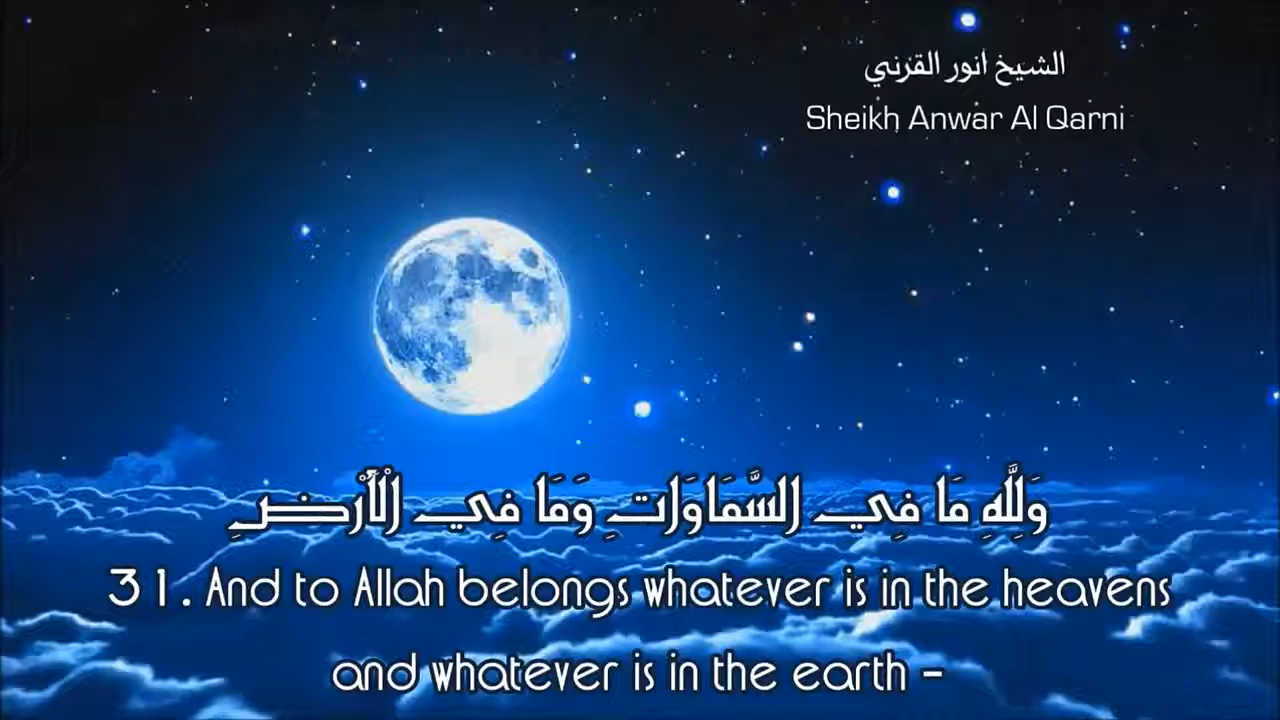 الشيخ أنور القرني
Sheikh Anwar Al Qarni
وَلِلَّهِ مَا فِي السَّمَاوَاتِ وَمَا فِي الْأَرْضِ
31. And to Allah belongs whatever is in the heavens
and whatever is in the earth -